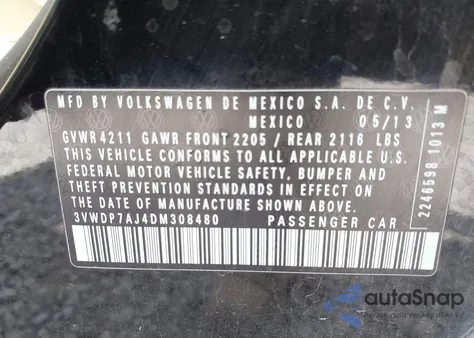 MFD BY VOLKSWAGEN DE MEXICO S.A. DE C.V.
MEXICO 05/13
GVWR 4211 GAWR FRONT 2205 / REAR 2116 LBS
THIS VEHICLE CONFORMS TO ALL APPLICABLE U.S.
FEDERAL MOTOR VEHICLE SAFETY, BUMPER AND
THEFT PREVENTION STANDARDS IN EFFECT ON
THE DATE OF MANUFACTURE SHOWN ABOVE.
3VWDP7AJ4DM308480 PASSENGER CAR
2246598-1013 M
autoSnap